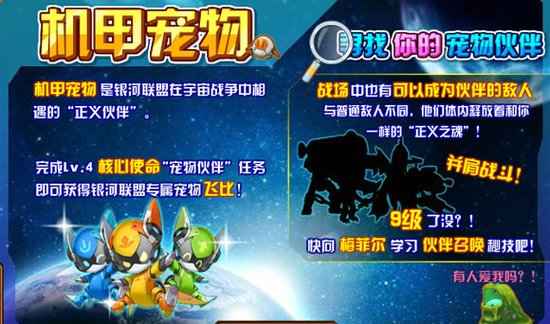 机甲宠物
机甲宠物 是银河联盟在宇宙战争中相
遇的“正义伙伴”。
完成Lv.4 核心使命“宠物伙伴”任务
即可获得银河联盟专属宠物 飞比!
寻找 你的 宠物伙伴
战场 中也有 可以成为伙伴的敌人
与普通敌人不同，他们体内释放着和你
一样的“正义之魂”!
并肩战斗!
9级 了没?!
快向 梅菲尔 学习 伙伴召唤 秘技吧!
有人爱我吗?!